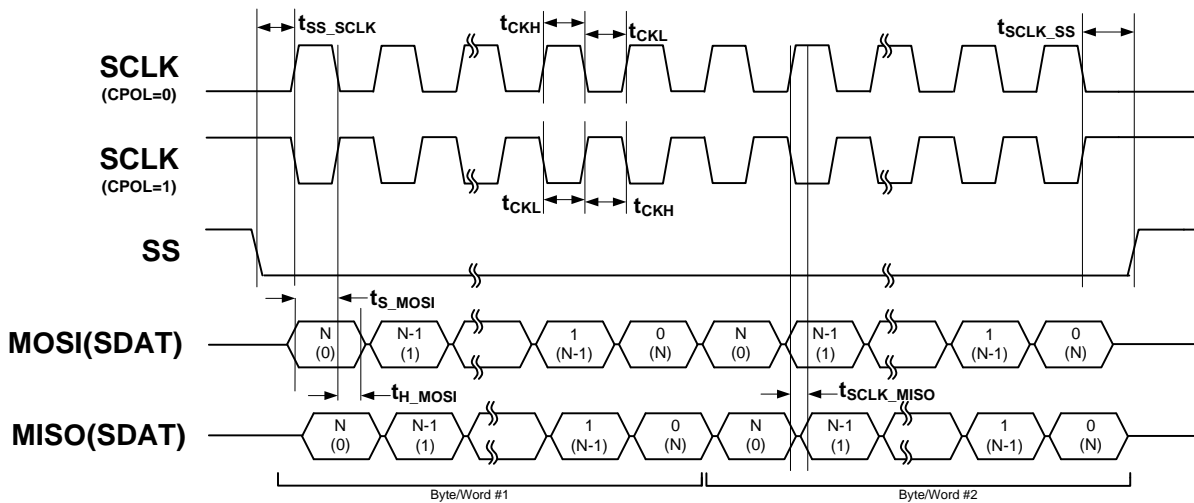 tSS_SCLK
tCKH
tCKL
tSCLK_SS
SCLK
(CPOL=0)
SCLK
(CPOL=1)
tCKL
tCKH
SS
tS_MOSI
MOSI(SDAT)
N
(0)
N-1
(1)
1
(N-1)
0
(N)
N
(0)
N-1
(1)
1
(N-1)
0
(N)
tH_MOSI
tSCLK_MISO
MISO(SDAT)
N
(0)
N-1
(1)
1
(N-1)
0
(N)
N
(0)
N-1
(1)
1
(N-1)
0
(N)
Byte/Word #1
Byte/Word #2